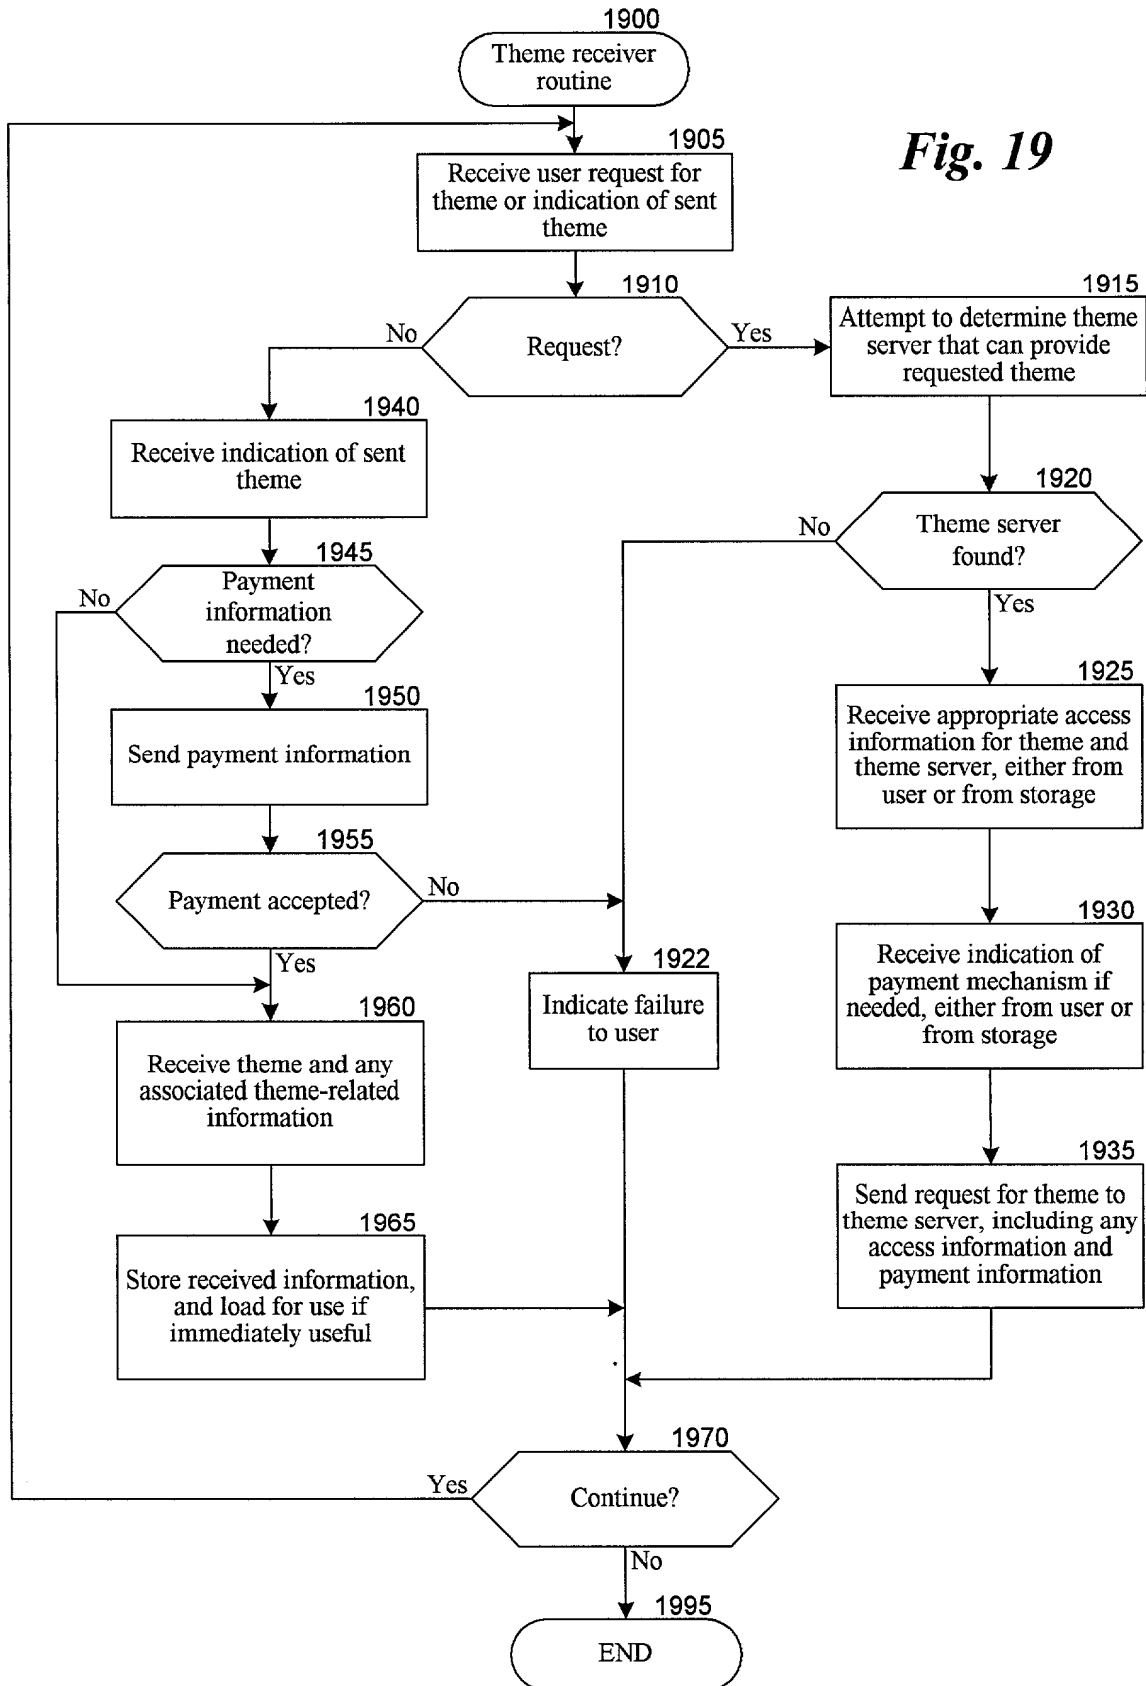 1900
Theme receiver
routine
Fig. 19
1905
Receive user request for
theme or indication of sent
theme
1910
Request?
No
Yes
1915
Attempt to determine theme
server that can provide
requested theme
1940
Receive indication of sent
theme
1920
Theme server
found?
No
Yes
1945
Payment
information
needed?
No
Yes
1925
Receive appropriate access
information for theme and
theme server, either from
user or from storage
1950
Send payment information
1955
Payment accepted?
No
Yes
1930
Receive indication of
payment mechanism if
needed, either from user or
from storage
1922
Indicate failure
to user
1960
Receive theme and any
associated theme-related
information
1935
Send request for theme to
theme server, including any
access information and
payment information
1965
Store received information,
and load for use if
immediately useful
1970
Continue?
Yes
No
1995
END